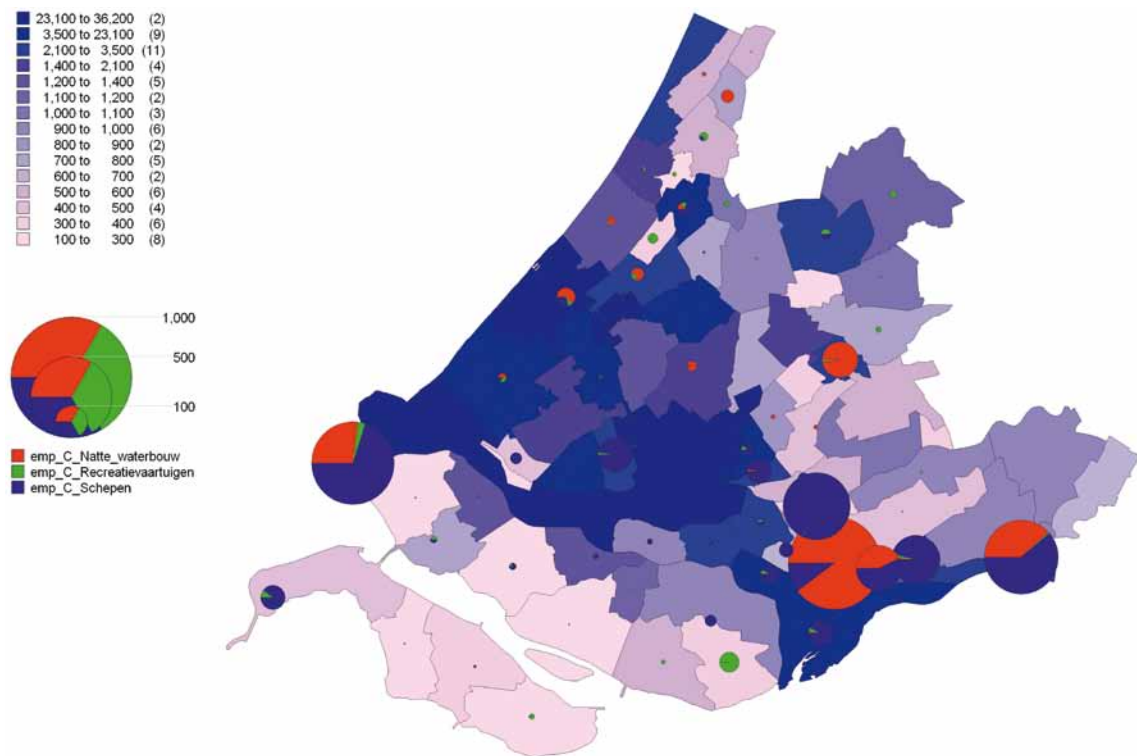 23,100 to 36,200 (2)
3,500 to 23,100 (9)
2,100 to 3,500 (11)
1,400 to 2,100 (4)
1,200 to 1,400 (5)
1,100 to 1,200 (2)
1,000 to 1,100 (3)
900 to 1,000 (6)
800 to 900 (2)
700 to 800 (5)
600 to 700 (2)
500 to 600 (6)
400 to 500 (4)
300 to 400 (6)
100 to 300 (8)
1,000
500
100
emp_C_Natte_waterbouw
emp_C_Recreatievaartuigen
emp_C_Schepen